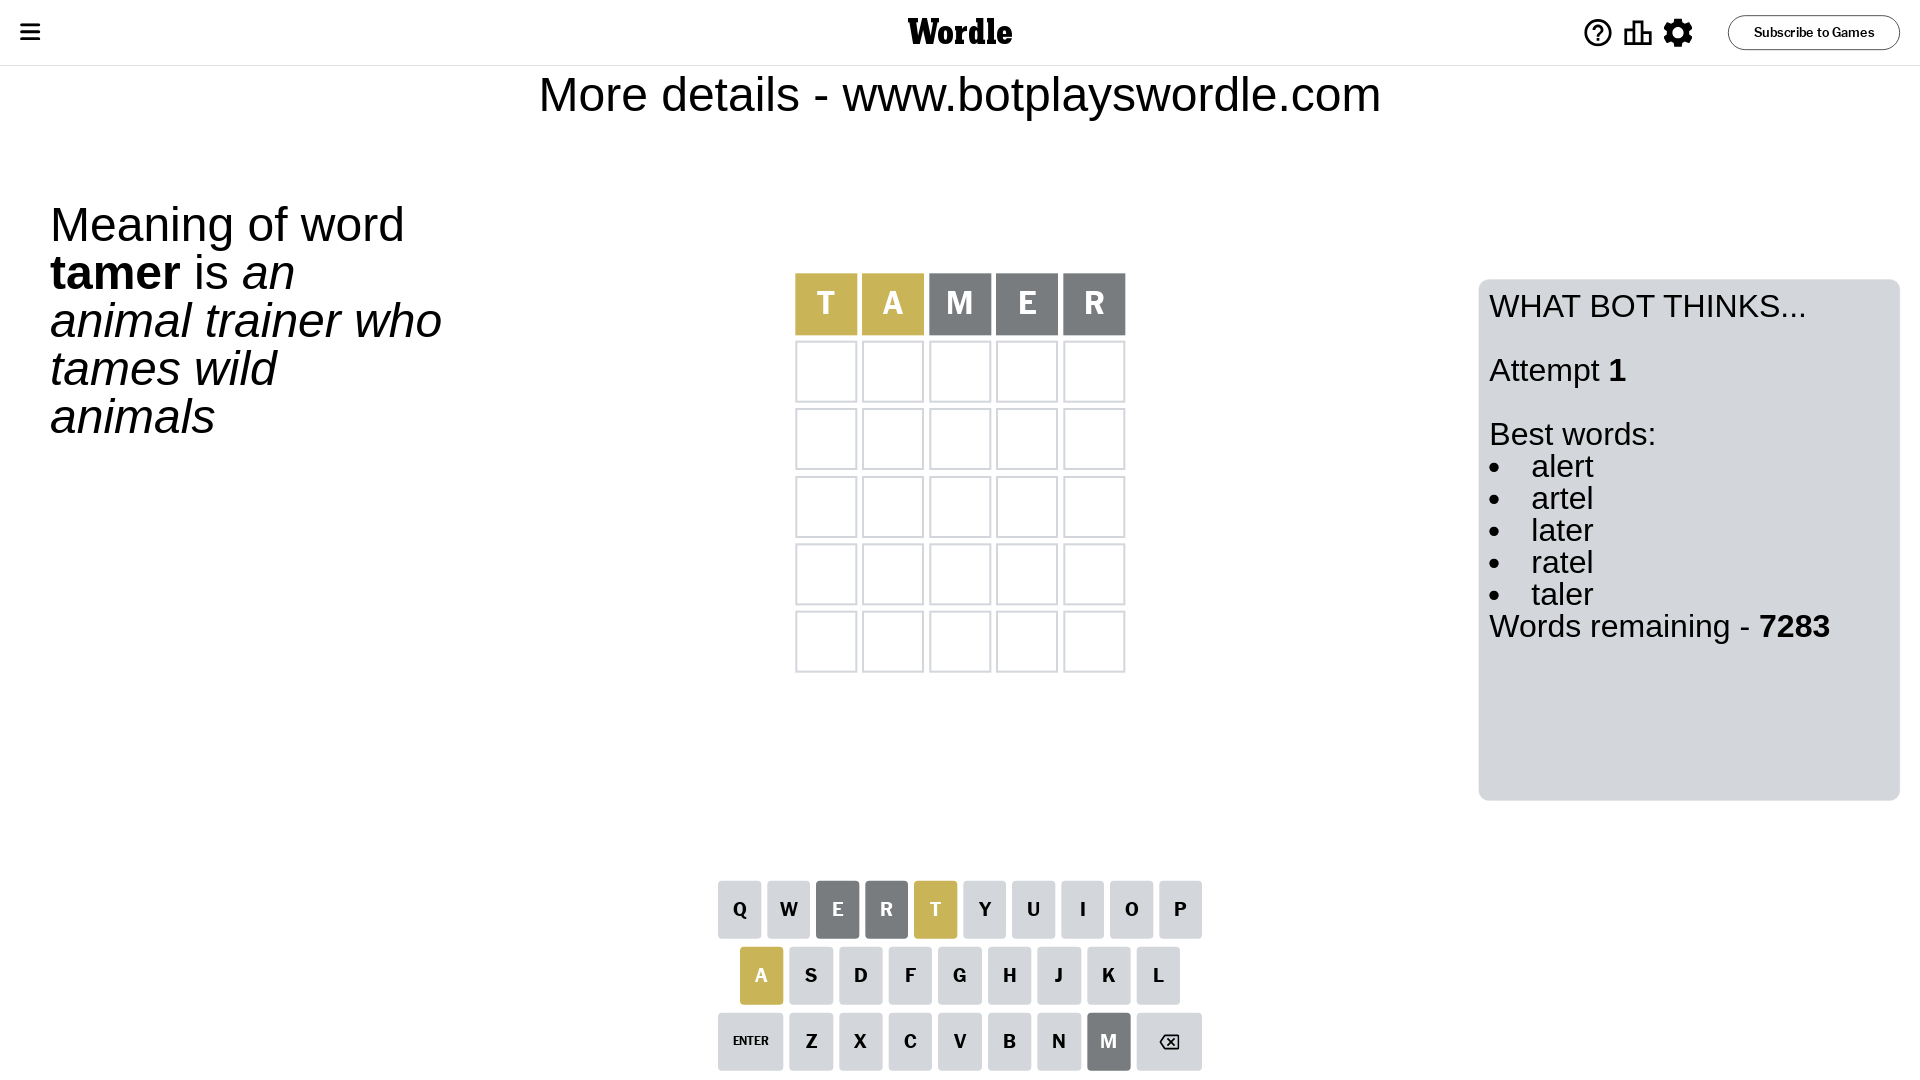 Wordle
Subscribe to Games
More details - www.botplayswordle.com
Meaning of word
tamer is an
animal trainer who
tames wild
animals
T A M E R
WHAT BOT THINKS...
Attempt 1
Best words:
• alert
• artel
• later
• ratel
• taler
Words remaining - 7283
Q W E R T Y U I O P
A S D F G H J K L
ENTER Z X C V B N M